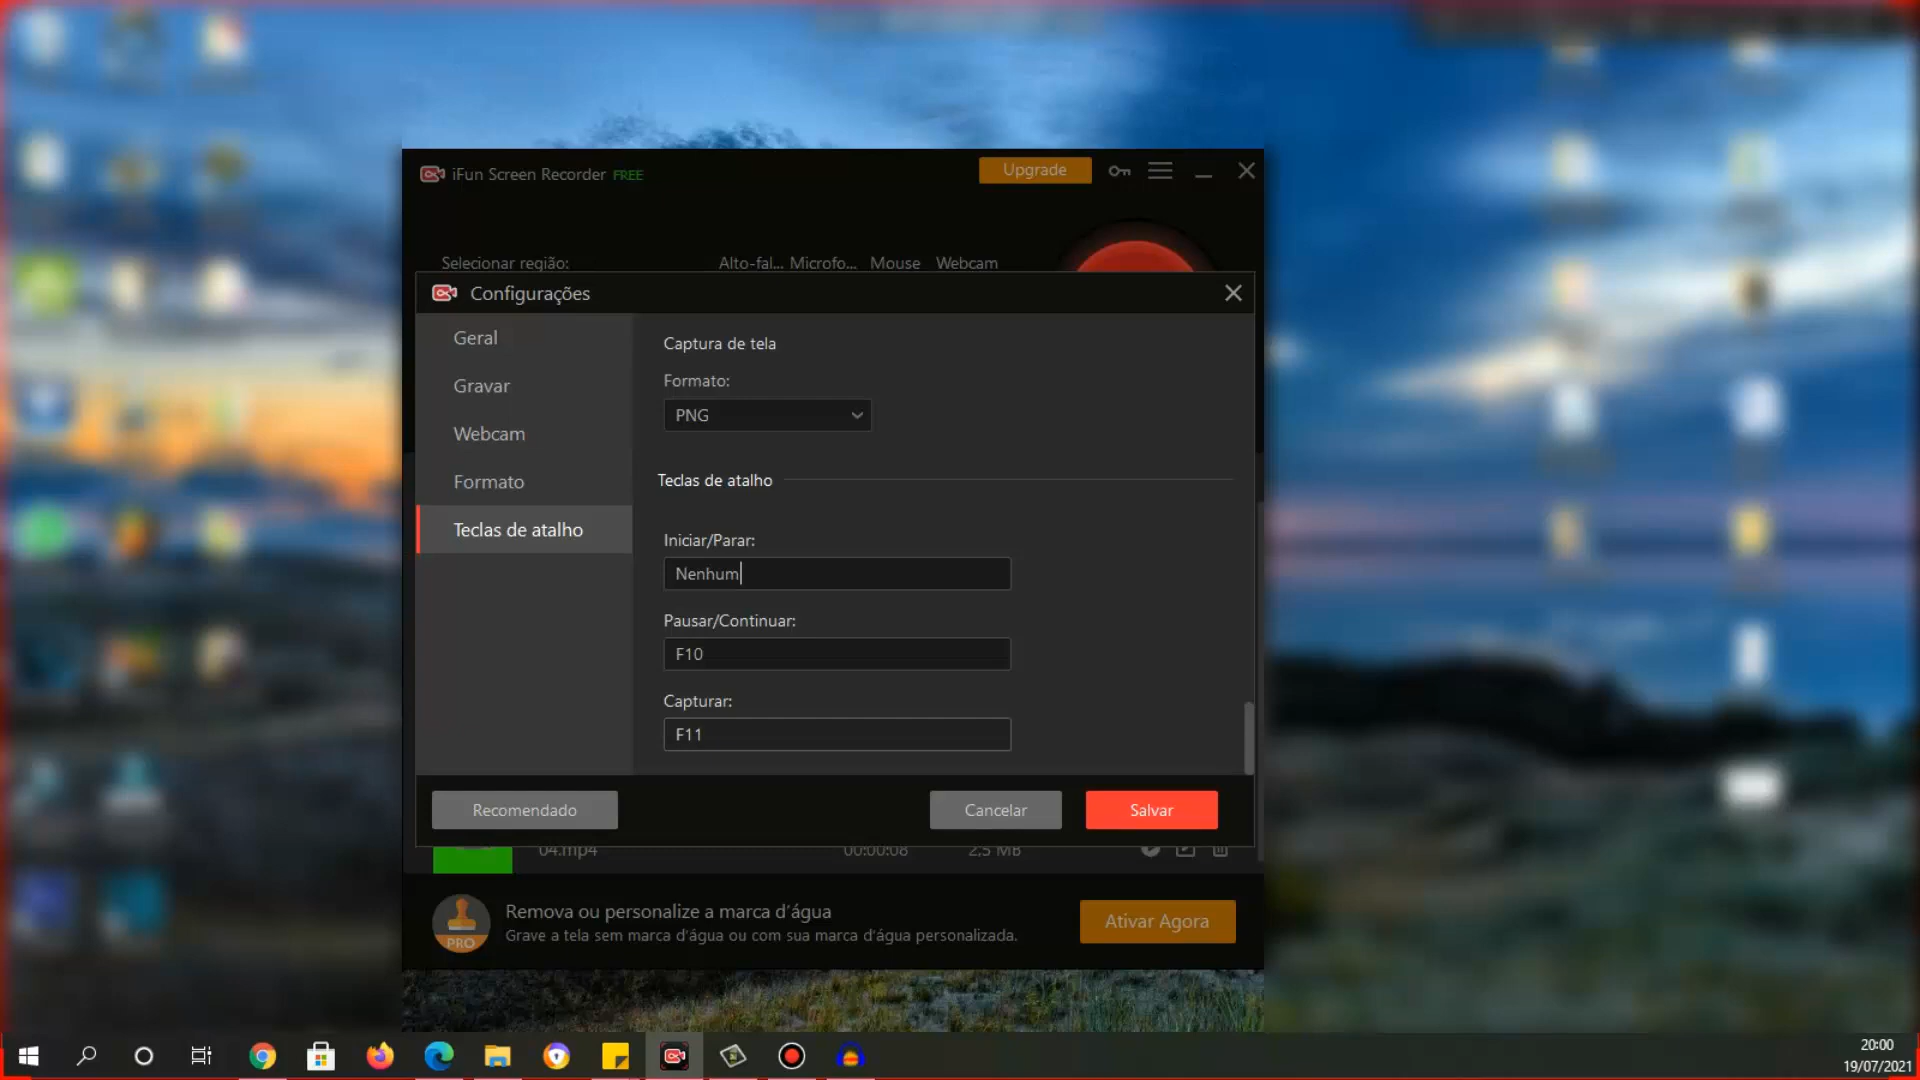 iFun Screen Recorder FREE
Upgrade
Selecionar região:
Alto-fal... Microfo... Mouse Webcam
Configurações
Geral
Gravar
Webcam
Formato
Teclas de atalho
Captura de tela
Formato:
PNG
Teclas de atalho
Iniciar/Parar:
Nenhum
Pausar/Continuar:
F10
Capturar:
F11
Recomendado
Cancelar
Salvar
04.mp4 00:00:08 2,5 MB
PRO
Remova ou personalize a marca d'água
Grave a tela sem marca d'água ou com sua marca d'água personalizada.
Ativar Agora
20:00
19/07/2021